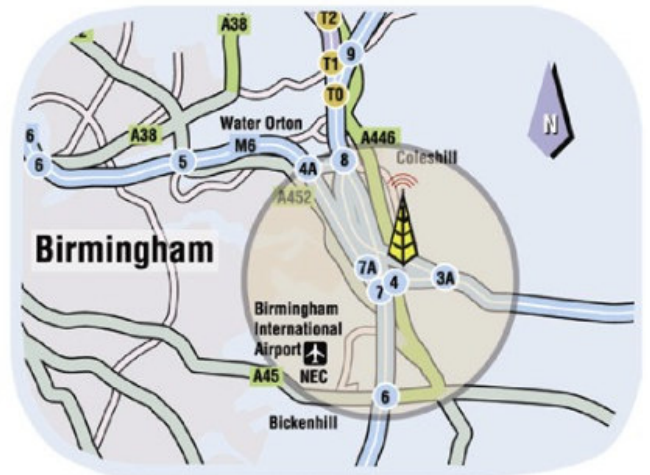 T2
A38
9
T1
T0
Water Orton
A446
N
6
A38
M6
5
8
Coleshill
6
4A
A452
Birmingham
7A
4
3A
7
Birmingham
International
Airport
NEC
A45
6
Bickenhill